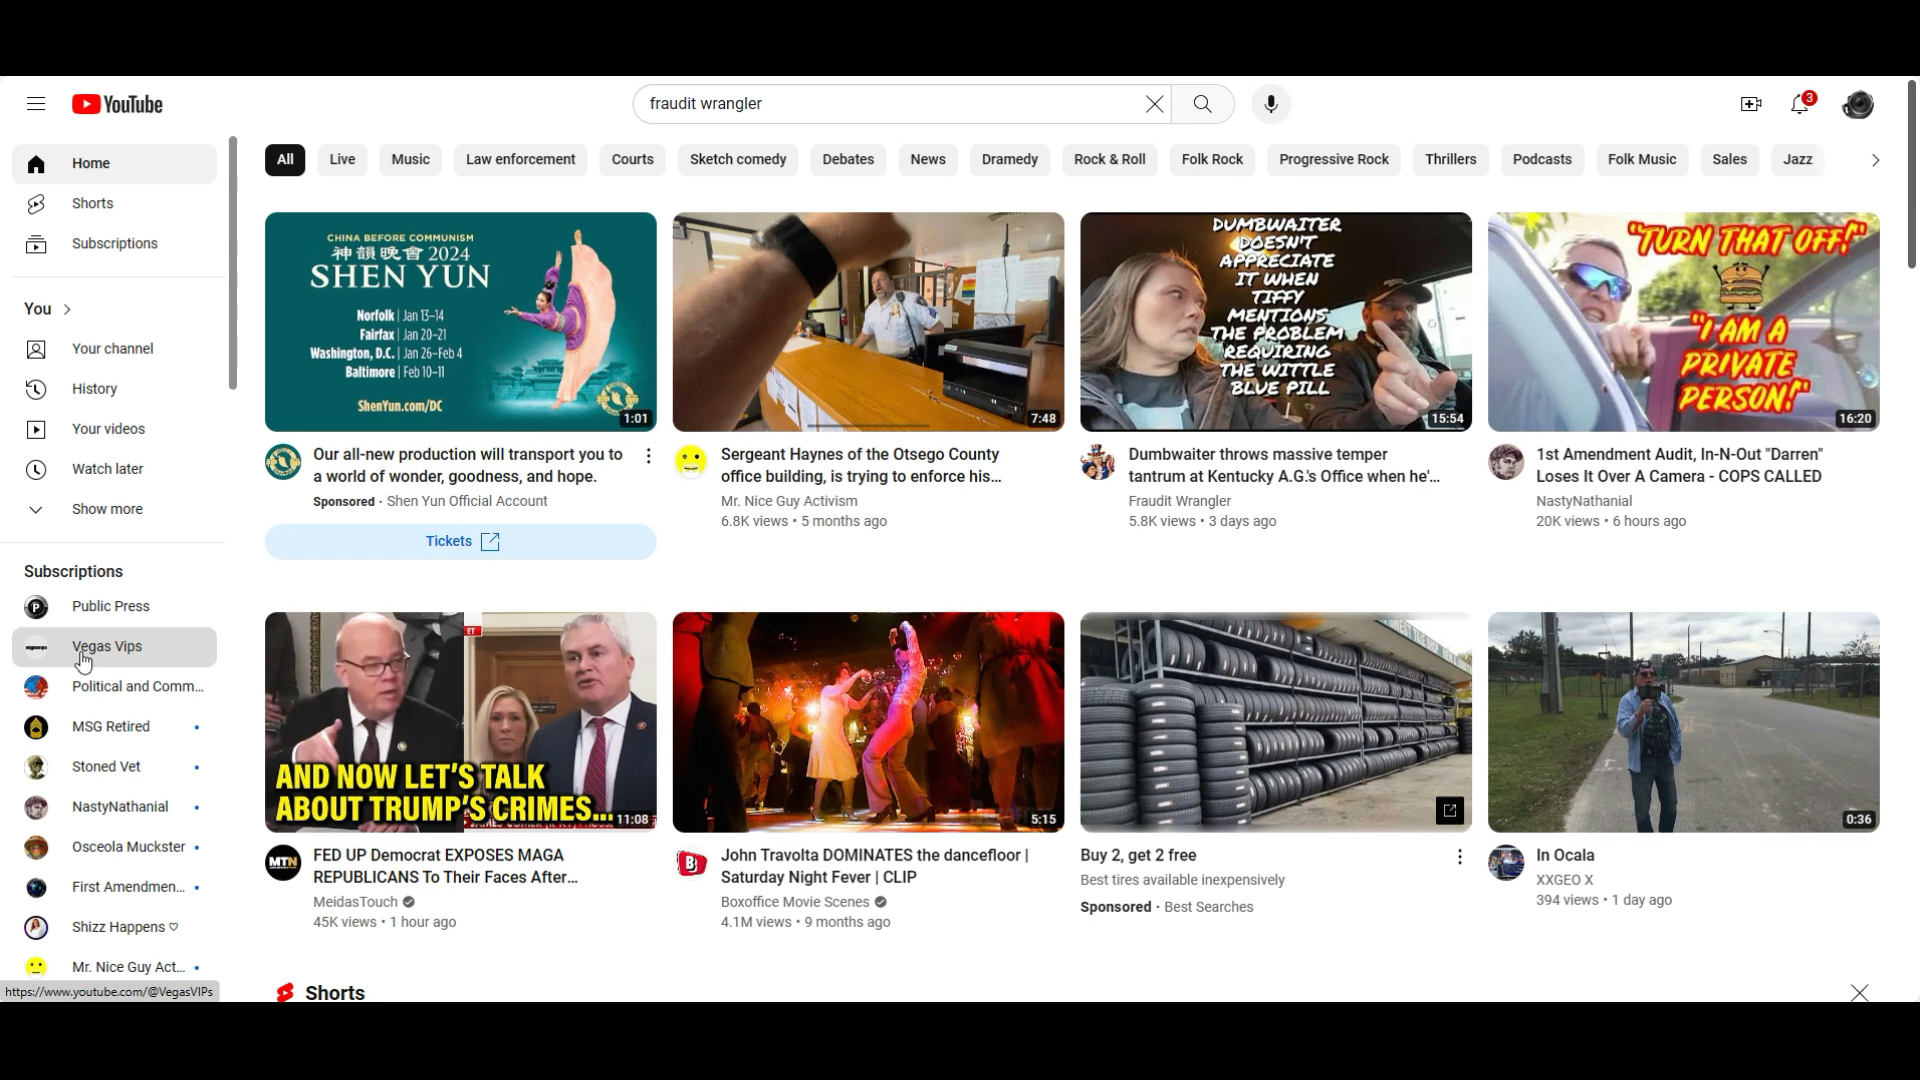 YouTube
fraudit wrangler
3
Home
Shorts
Subscriptions
You
Your channel
History
Your videos
Watch later
Show more
Subscriptions
Public Press
Vegas Vips
Political and Comm...
MSG Retired
Stoned Vet
NastyNathanial
Osceola Muckster
First Amendmen...
Shizz Happens ♡
Mr. Nice Guy Act...
https://www.youtube.com/@VegasVIPs
All
Live
Music
Law enforcement
Courts
Sketch comedy
Debates
News
Dramedy
Rock & Roll
Folk Rock
Progressive Rock
Thrillers
Podcasts
Folk Music
Sales
Jazz
CHINA BEFORE COMMUNISM
神韻晚會 2024
SHEN YUN
Norfolk | Jan 13–14
Fairfax | Jan 20–21
Washington, D.C. | Jan 26-Feb 4
Baltimore | Feb 10–11
ShenYun.com/DC
1:01
Our all-new production will transport you to
a world of wonder, goodness, and hope.
Sponsored · Shen Yun Official Account
Tickets
7:48
Sergeant Haynes of the Otsego County
office building, is trying to enforce his...
Mr. Nice Guy Activism
6.8K views • 5 months ago
DUMBWAITER
DOESN'T
APPRECIATE
IT WHEN
TIFFY
MENTIONS
THE PROBLEM
REQUIRING
THE WITTLE
BLUE PILL
15:54
Dumbwaiter throws massive temper
tantrum at Kentucky A.G.'s Office when he'...
Fraudit Wrangler
5.8K views • 3 days ago
"TURN THAT OFF!"
"I AM A
PRIVATE
PERSON!"
16:20
1st Amendment Audit, In-N-Out "Darren"
Loses It Over A Camera - COPS CALLED
NastyNathanial
20K views • 6 hours ago
ET
AND NOW LET'S TALK
ABOUT TRUMP'S CRIMES...
11:08
MTN
FED UP Democrat EXPOSES MAGA
REPUBLICANS To Their Faces After...
MeidasTouch
45K views • 1 hour ago
5:15
B
John Travolta DOMINATES the dancefloor |
Saturday Night Fever | CLIP
Boxoffice Movie Scenes
4.1M views • 9 months ago
Buy 2, get 2 free
Best tires available inexpensively
Sponsored · Best Searches
0:36
In Ocala
XXGEO X
394 views • 1 day ago
Shorts